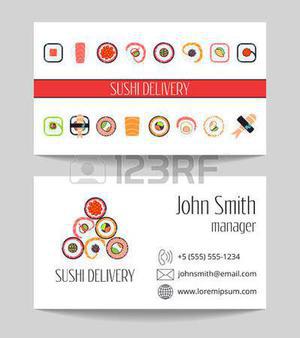 SUSHI DELIVERY
123RF
John Smith
manager
SUSHI DELIVERY
+5 (555) 555-1234
johnsmith@email.com
www.loremipsum.com